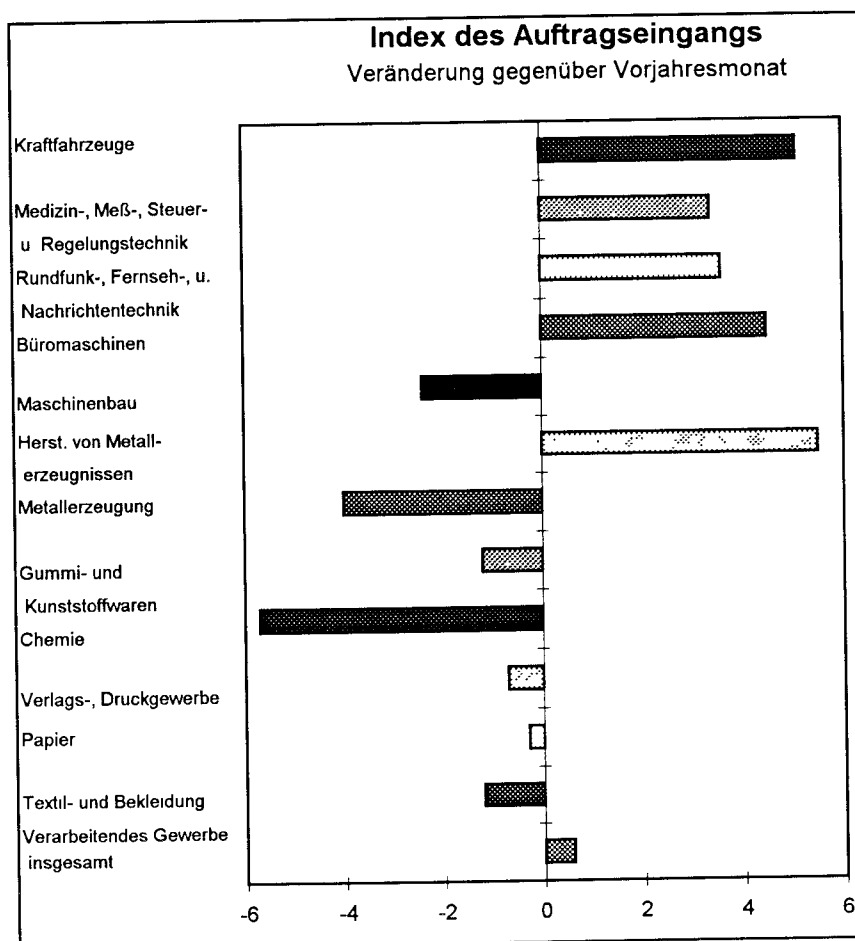 Index des Auftragseingangs
Veränderung gegenüber Vorjahresmonat
Kraftfahrzeuge
Medizin-, Meß-, Steuer-
u Regelungstechnik
Rundfunk-, Fernseh-, u.
Nachrichtentechnik
Büromaschinen
Maschinenbau
Herst. von Metall-
erzeugnissen
Metallerzeugung
Gummi- und
Kunststoffwaren
Chemie
Verlags-, Druckgewerbe
Papier
Textil- und Bekleidung
Verarbeitendes Gewerbe
insgesamt
-6 -4 -2 0 2 4 6